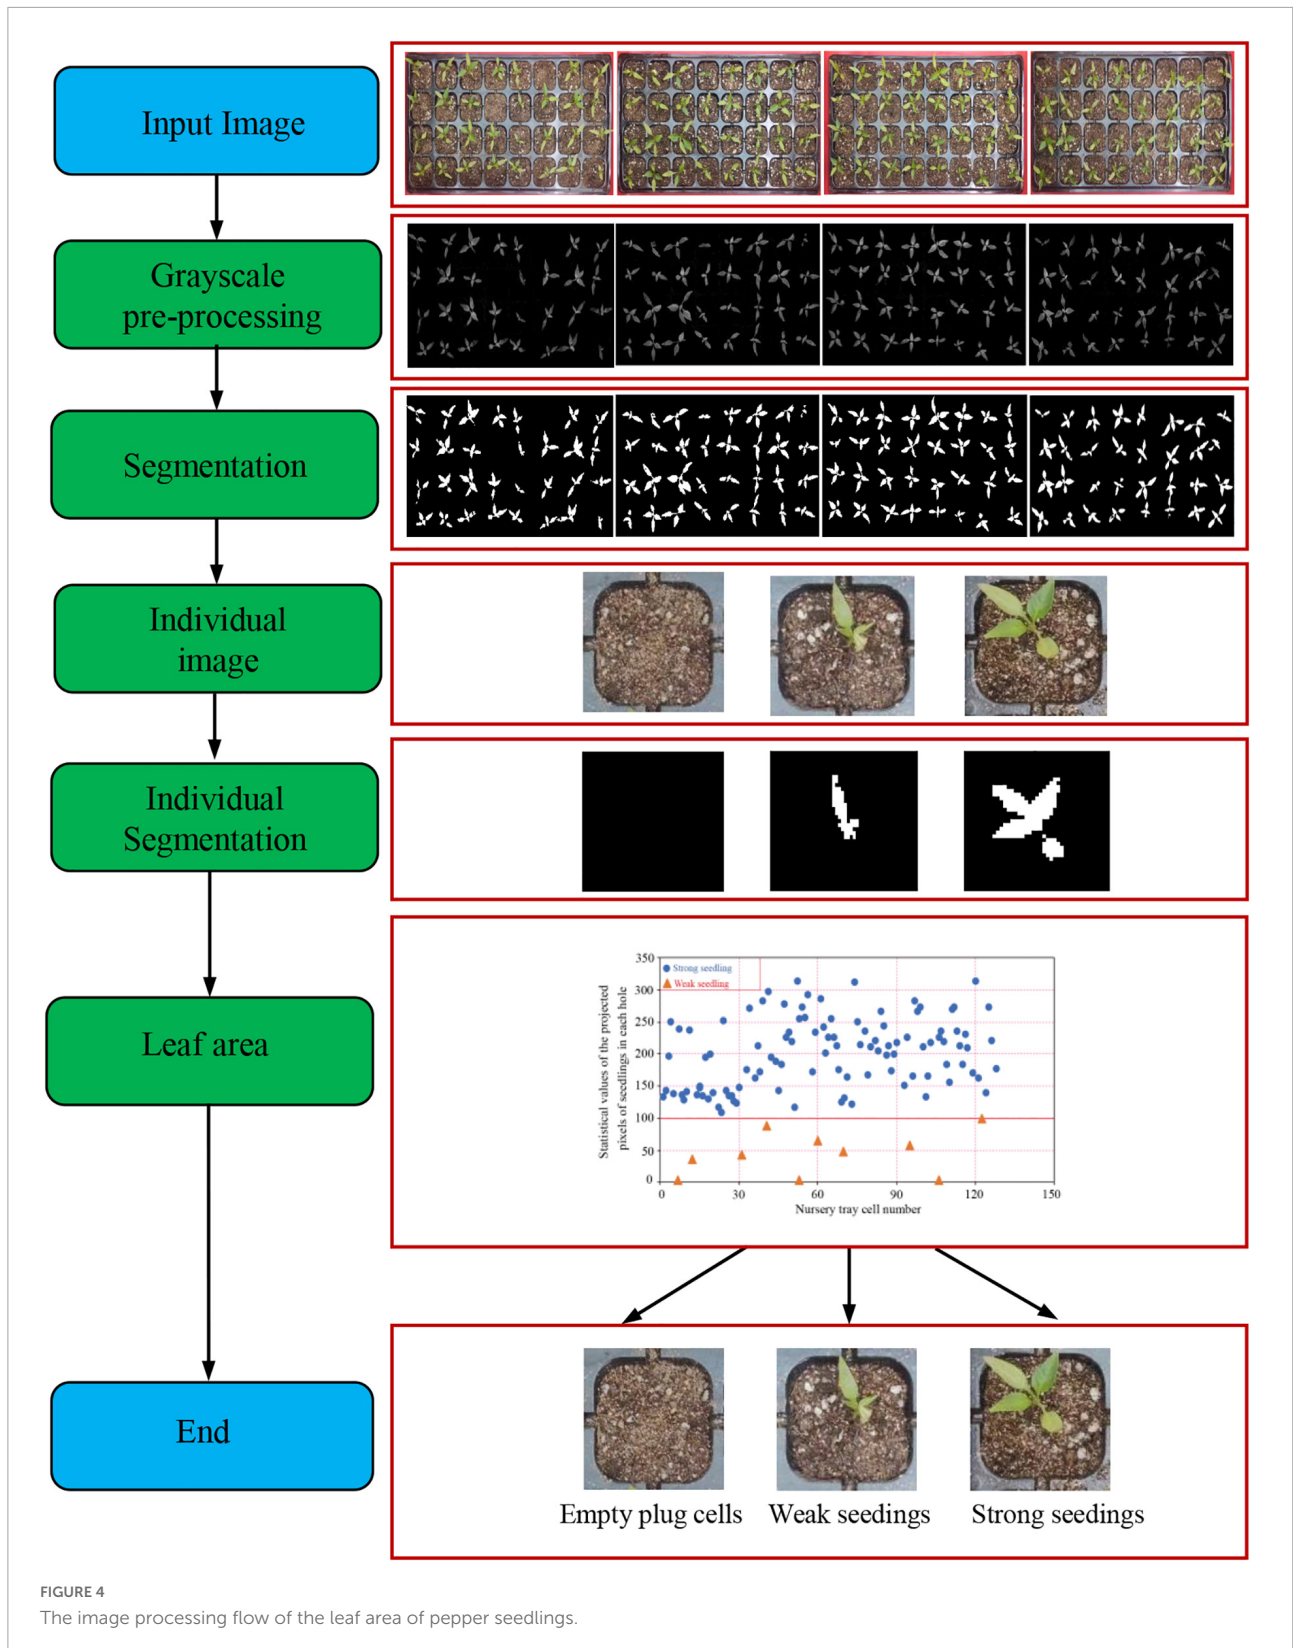 Input Image
Grayscale
pre-processing
Segmentation
Individual
image
Individual
Segmentation
Leaf area
Statistical values of the projected
pixels of seedlings in each hole
350
300
250
200
150
100
50
0
Strong seedling
Weak seedling
0 30 60 90 120 150
Nursery tray cell number
End
Empty plug cells Weak seedings Strong seedings
FIGURE 4
The image processing flow of the leaf area of pepper seedlings.